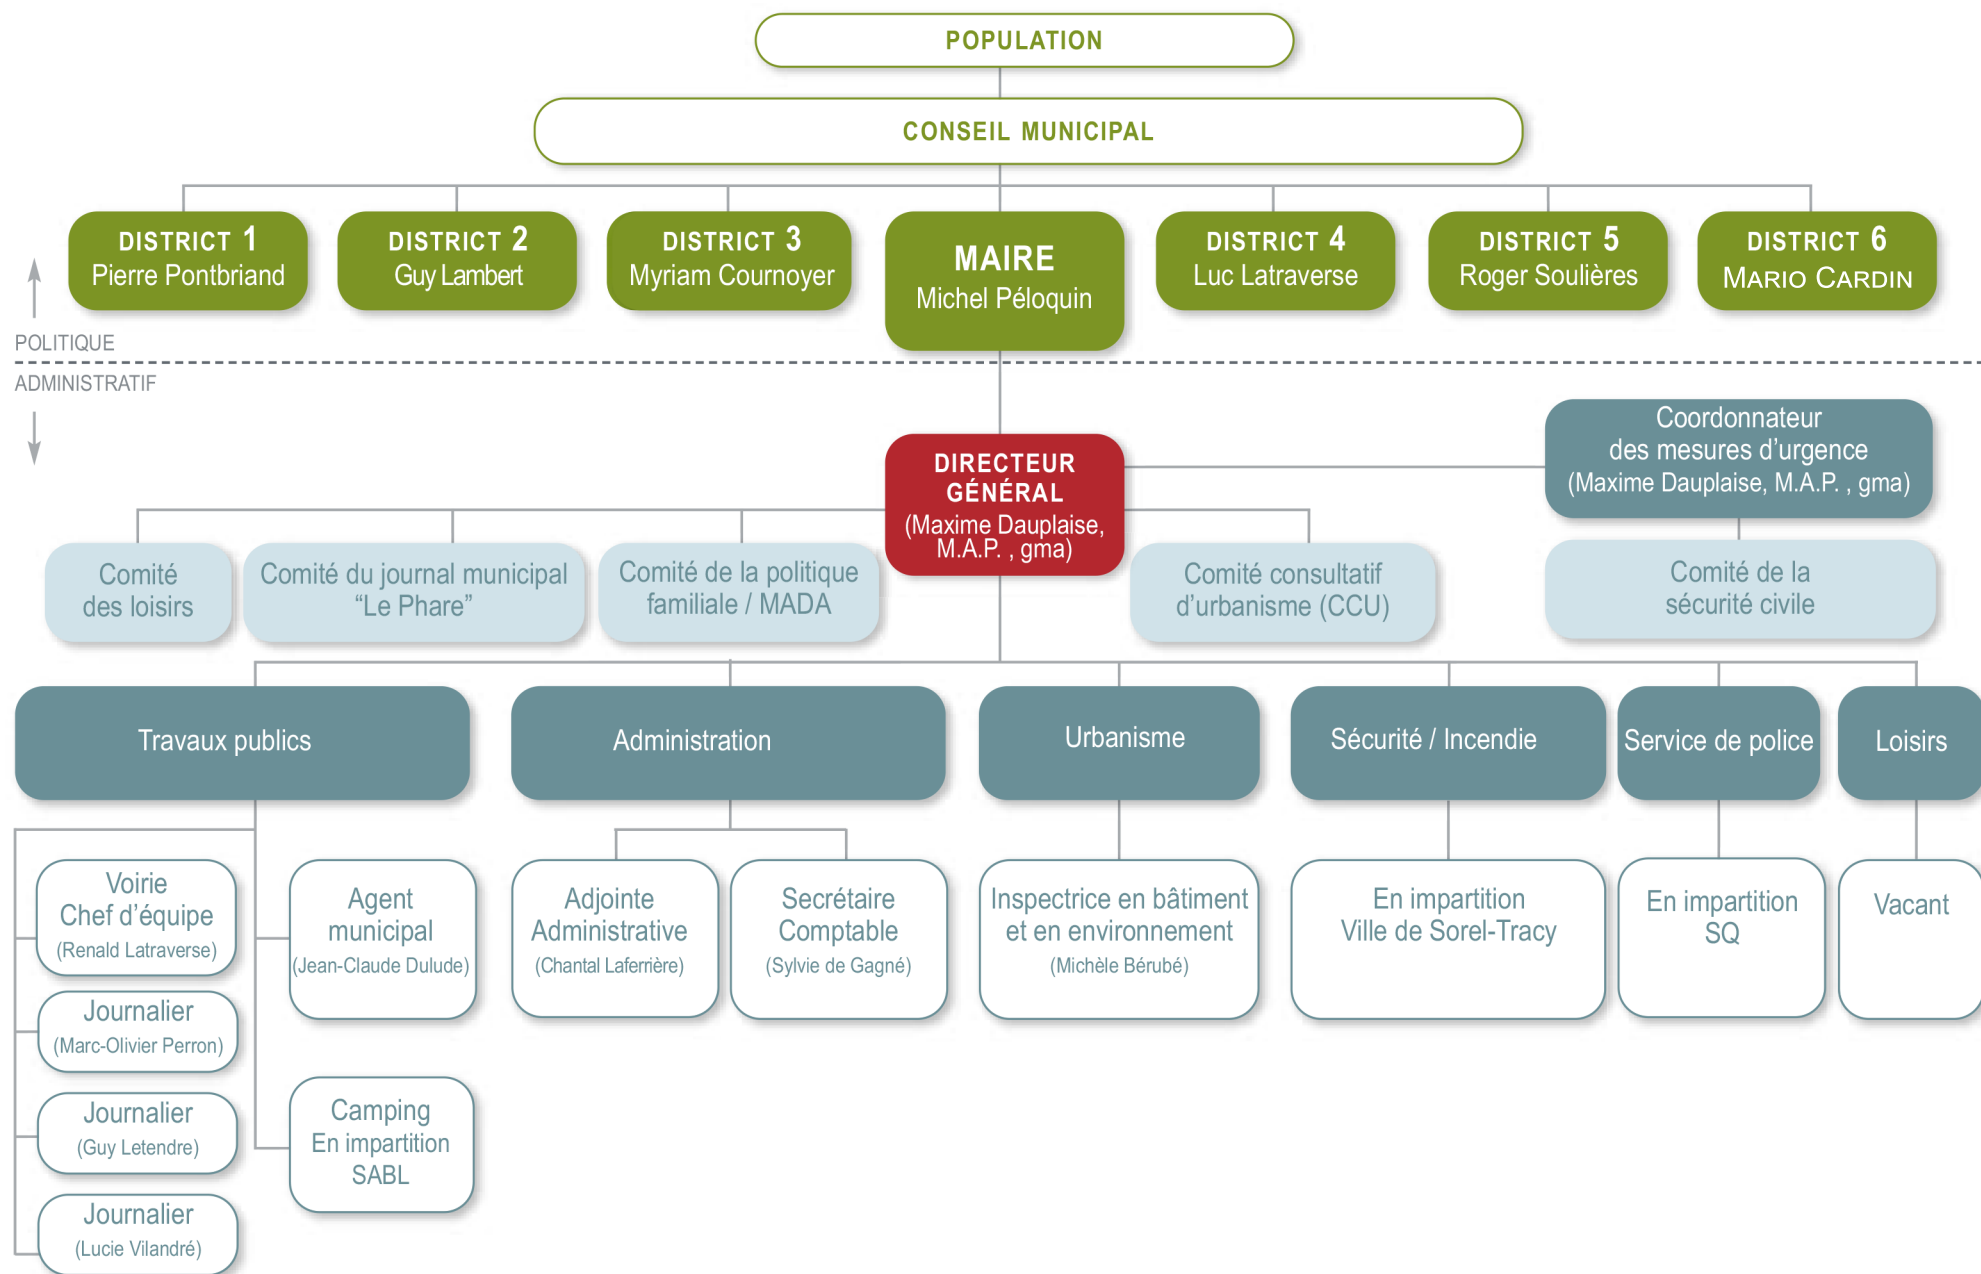 POPULATION
CONSEIL MUNICIPAL
DISTRICT 1
Pierre Pontbriand
DISTRICT 2
Guy Lambert
DISTRICT 3
Myriam Cournoyer
MAIRE
Michel Péloquin
DISTRICT 4
Luc Latraverse
DISTRICT 5
Roger Soulières
DISTRICT 6
MARIO CARDIN
POLITIQUE
ADMINISTRATIF
DIRECTEUR
GÉNÉRAL
(Maxime Dauplaise,
M.A.P. , gma)
Coordonnateur
des mesures d'urgence
(Maxime Dauplaise, M.A.P. , gma)
Comité
des loisirs
Comité du journal municipal
“Le Phare”
Comité de la politique
familiale / MADA
Comité consultatif
d'urbanisme (CCU)
Comité de la
sécurité civile
Travaux publics
Administration
Urbanisme
Sécurité / Incendie
Service de police
Loisirs
Voirie
Chef d'équipe
(Renald Latraverse)
Journalier
(Marc-Olivier Perron)
Journalier
(Guy Letendre)
Journalier
(Lucie Vilandré)
Agent
municipal
(Jean-Claude Dulude)
Camping
En impartition
SABL
Adjointe
Administrative
(Chantal Laferrière)
Secrétaire
Comptable
(Sylvie de Gagné)
Inspectrice en bâtiment
et en environnement
(Michèle Bérubé)
En impartition
Ville de Sorel-Tracy
En impartition
SQ
Vacant